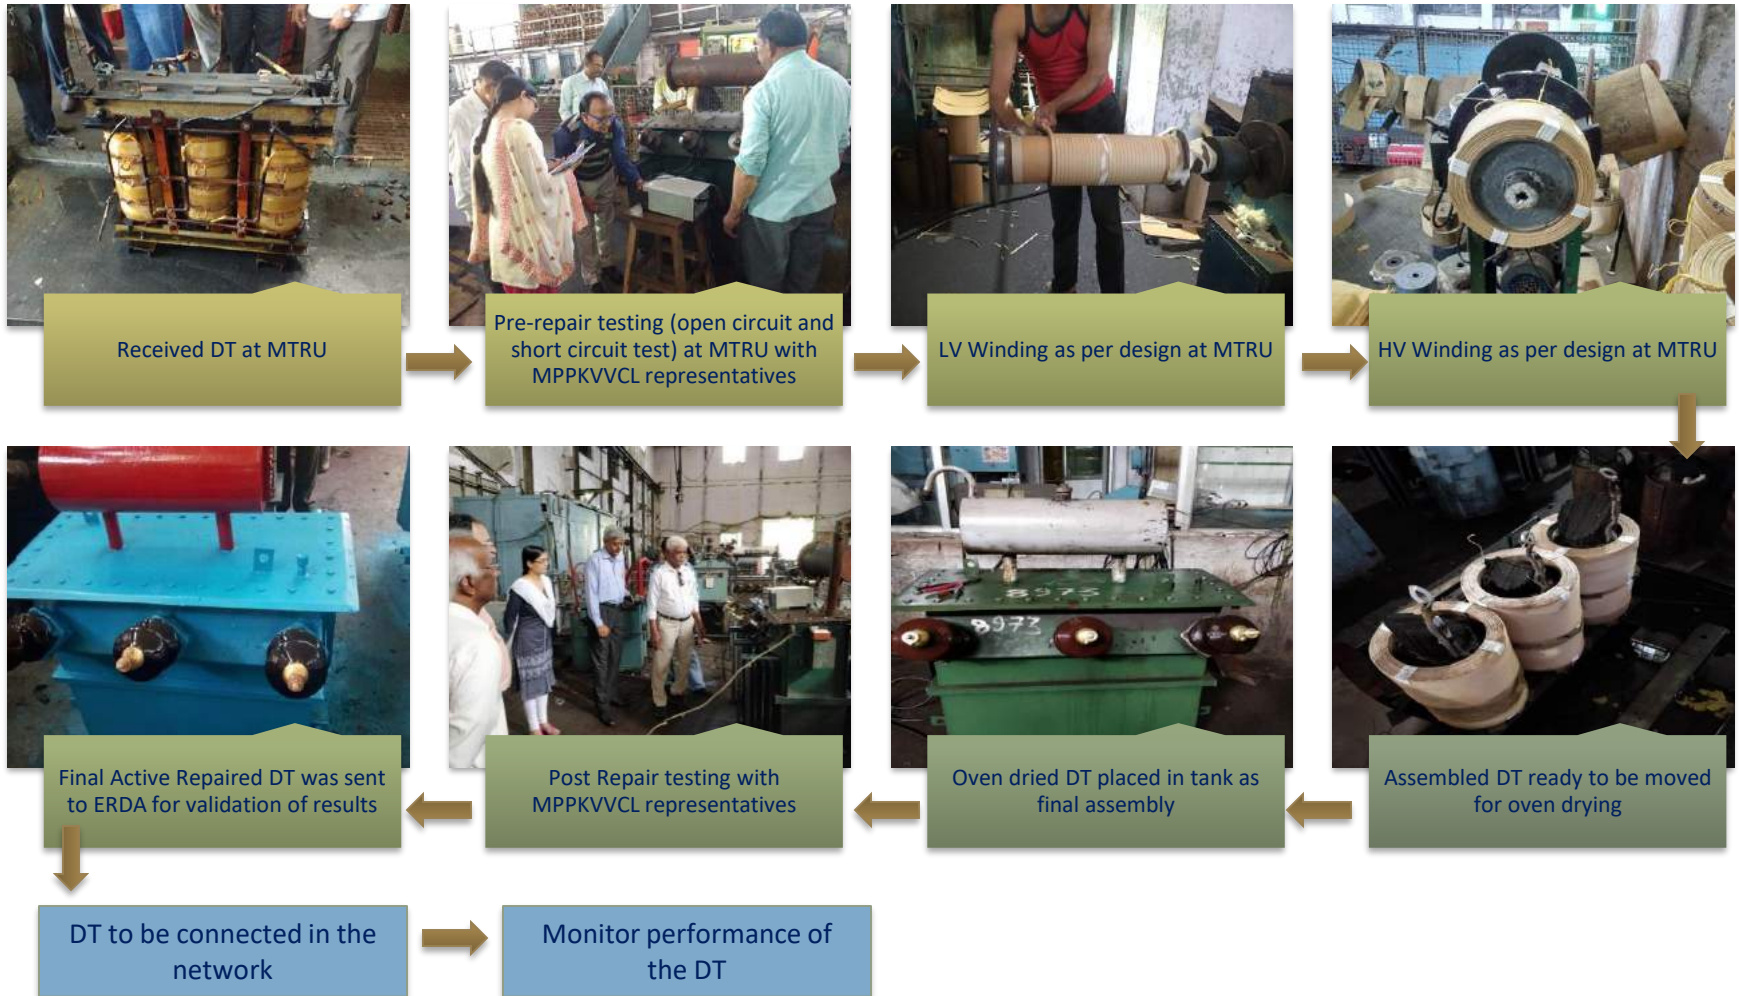 Received DT at MTRU
Pre-repair testing (open circuit and
short circuit test) at MTRU with
MPPKVVCL representatives
LV Winding as per design at MTRU
HV Winding as per design at MTRU
8973
8973
Assembled DT ready to be moved
for oven drying
Oven dried DT placed in tank as
final assembly
Post Repair testing with
MPPKVVCL representatives
Final Active Repaired DT was sent
to ERDA for validation of results
DT to be connected in the
network
Monitor performance of
the DT